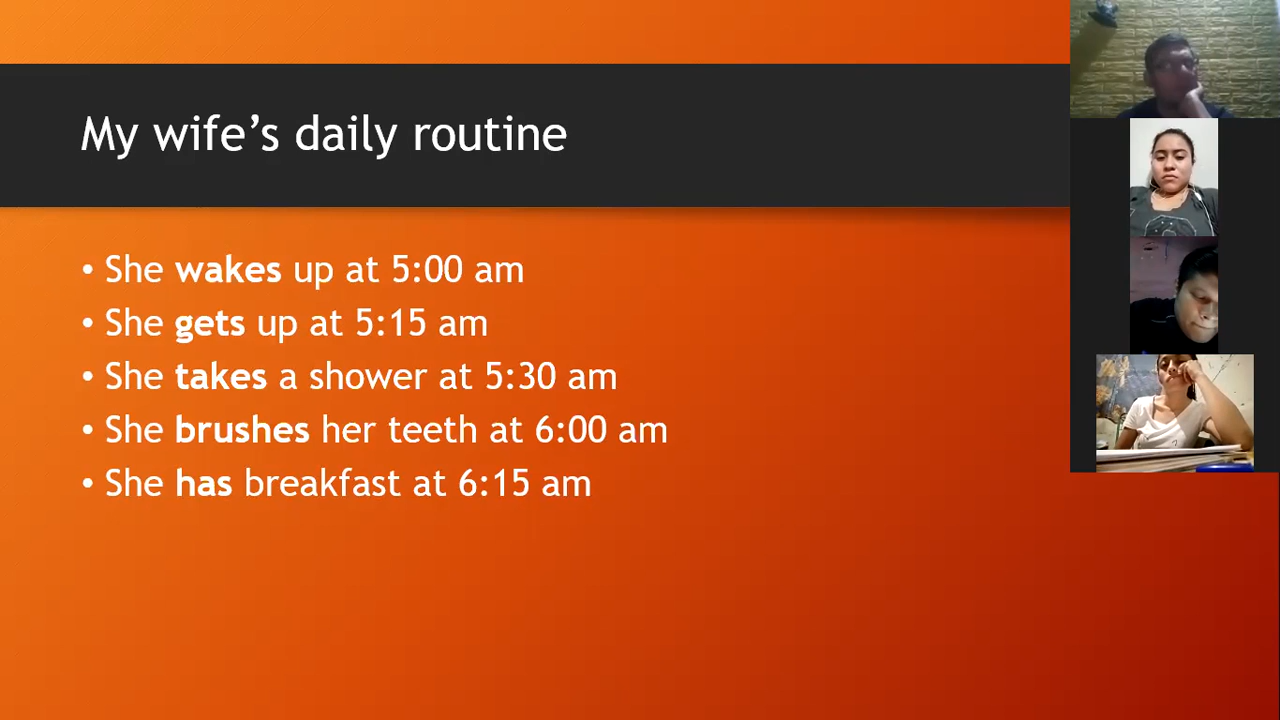 My wife’s daily routine
• She wakes up at 5:00 am
• She gets up at 5:15 am
• She takes a shower at 5:30 am
• She brushes her teeth at 6:00 am
• She has breakfast at 6:15 am